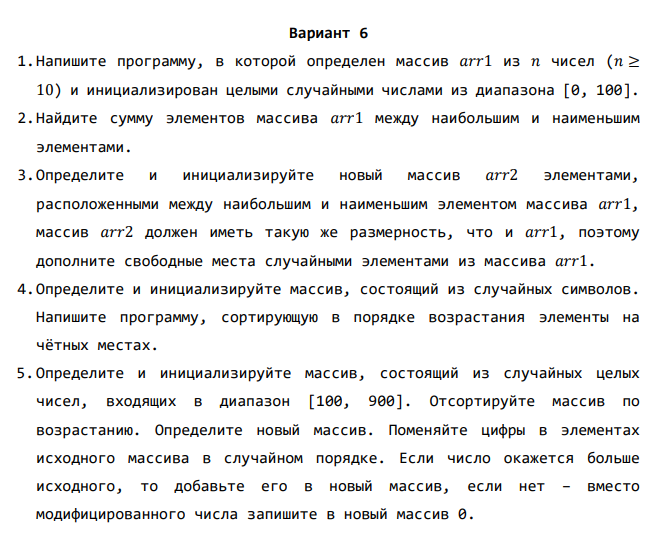 Вариант 6
1. Напишите программу, в которой определен массив arr1 из n чисел (n ≥
10) и инициализирован целыми случайными числами из диапазона [0, 100].
2. Найдите сумму элементов массива arr1 между наибольшим и наименьшим
элементами.
3. Определите и инициализируйте новый массив arr2 элементами,
расположенными между наибольшим и наименьшим элементом массива arr1,
массив arr2 должен иметь такую же размерность, что и arr1, поэтому
дополните свободные места случайными элементами из массива arr1.
4. Определите и инициализируйте массив, состоящий из случайных символов.
Напишите программу, сортирующую в порядке возрастания элементы на
чётных местах.
5. Определите и инициализируйте массив, состоящий из случайных целых
чисел, входящих в диапазон [100, 900]. Отсортируйте массив по
возрастанию. Определите новый массив. Поменяйте цифры в элементах
исходного массива в случайном порядке. Если число окажется больше
исходного, то добавьте его в новый массив, если нет – вместо
модифицированного числа запишите в новый массив 0.